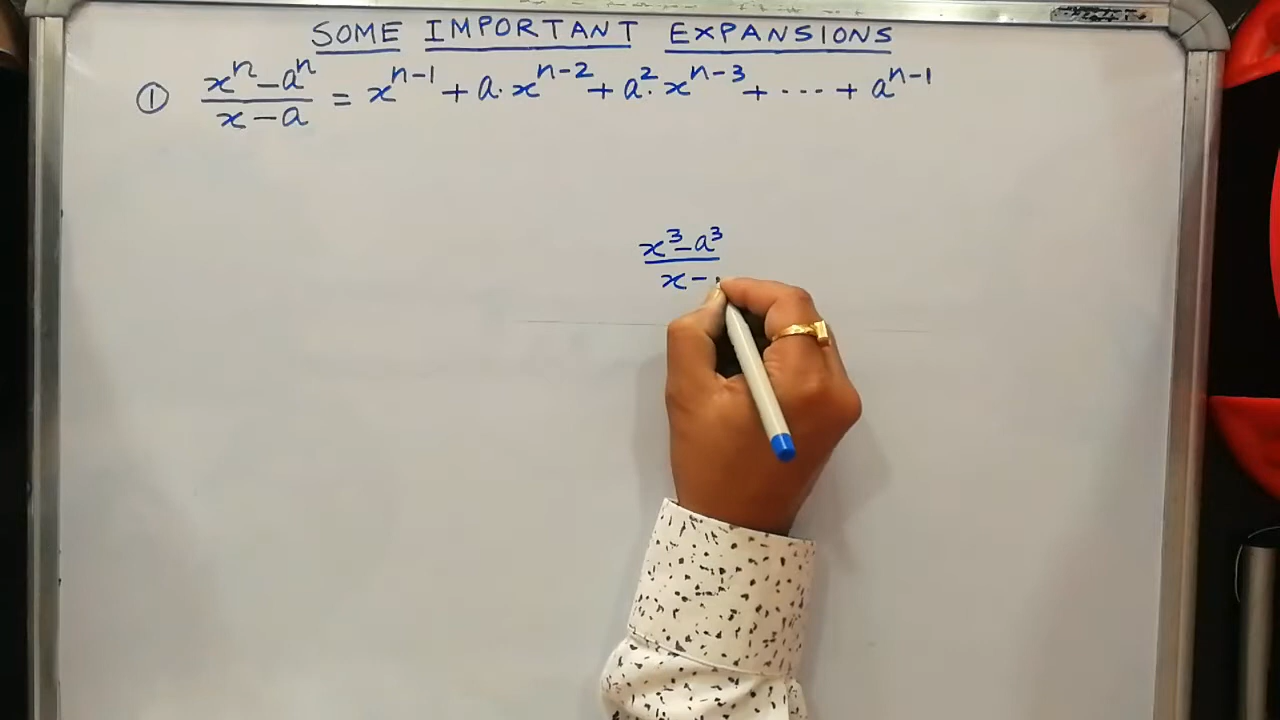 SOME IMPORTANT EXPANSIONS
① (xⁿ - aⁿ)/(x - a) = xⁿ⁻¹ + a·xⁿ⁻² + a²·xⁿ⁻³ + ··· + aⁿ⁻¹
x³ - a³
x -